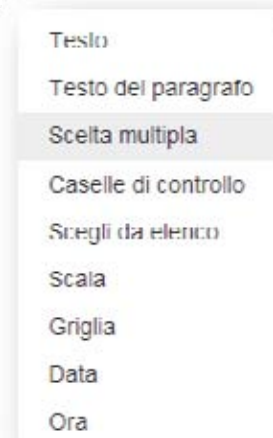 Testo
Testo del paragrafo
Scelta multipla
Caselle di controllo
Scegli da elenco
Scala
Griglia
Data
Ora